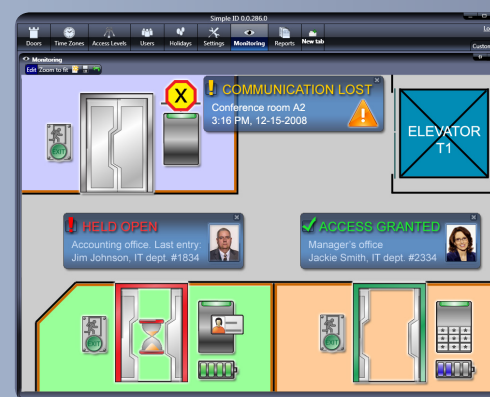 Simple ID 0.0.286.0
Doors Time Zones Access Levels Users Holidays Settings Monitoring Reports New tab
Monitoring
Edit Zoom to fit:
X
! COMMUNICATION LOST
Conference room A2
3:16 PM, 12-15-2008
!
ELEVATOR
T1
EXIT
! HELD OPEN
Accounting office. Last entry:
Jim Johnson, IT dept. #1834
ACCESS GRANTED
Manager's office
Jackie Smith, IT dept. #2334
EXIT
EXIT